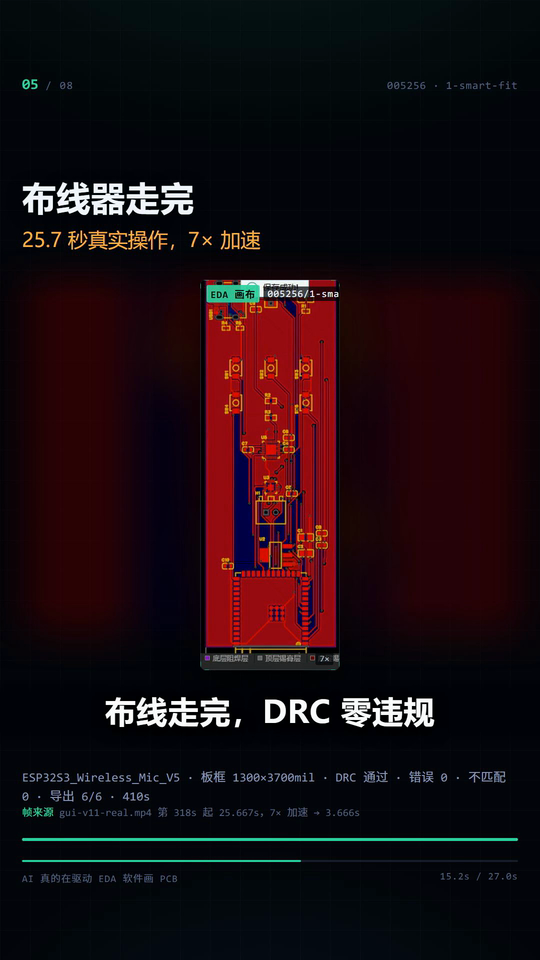 05 / 08
005256 · 1-smart-fit
布线器走完
25.7 秒真实操作，7× 加速
EDA 画布
005256/1-sma
底层阻焊层
顶层锡膏层
7×
布线走完，DRC 零违规
ESP32S3_Wireless_Mic_V5 · 板框 1300×3700mil · DRC 通过 · 错误 0 · 不匹配
0 · 导出 6/6 · 410s
帧来源 gui-v11-real.mp4 第 318s 起 25.667s，7× 加速 → 3.666s
AI 真的在驱动 EDA 软件画 PCB
15.2s / 27.0s